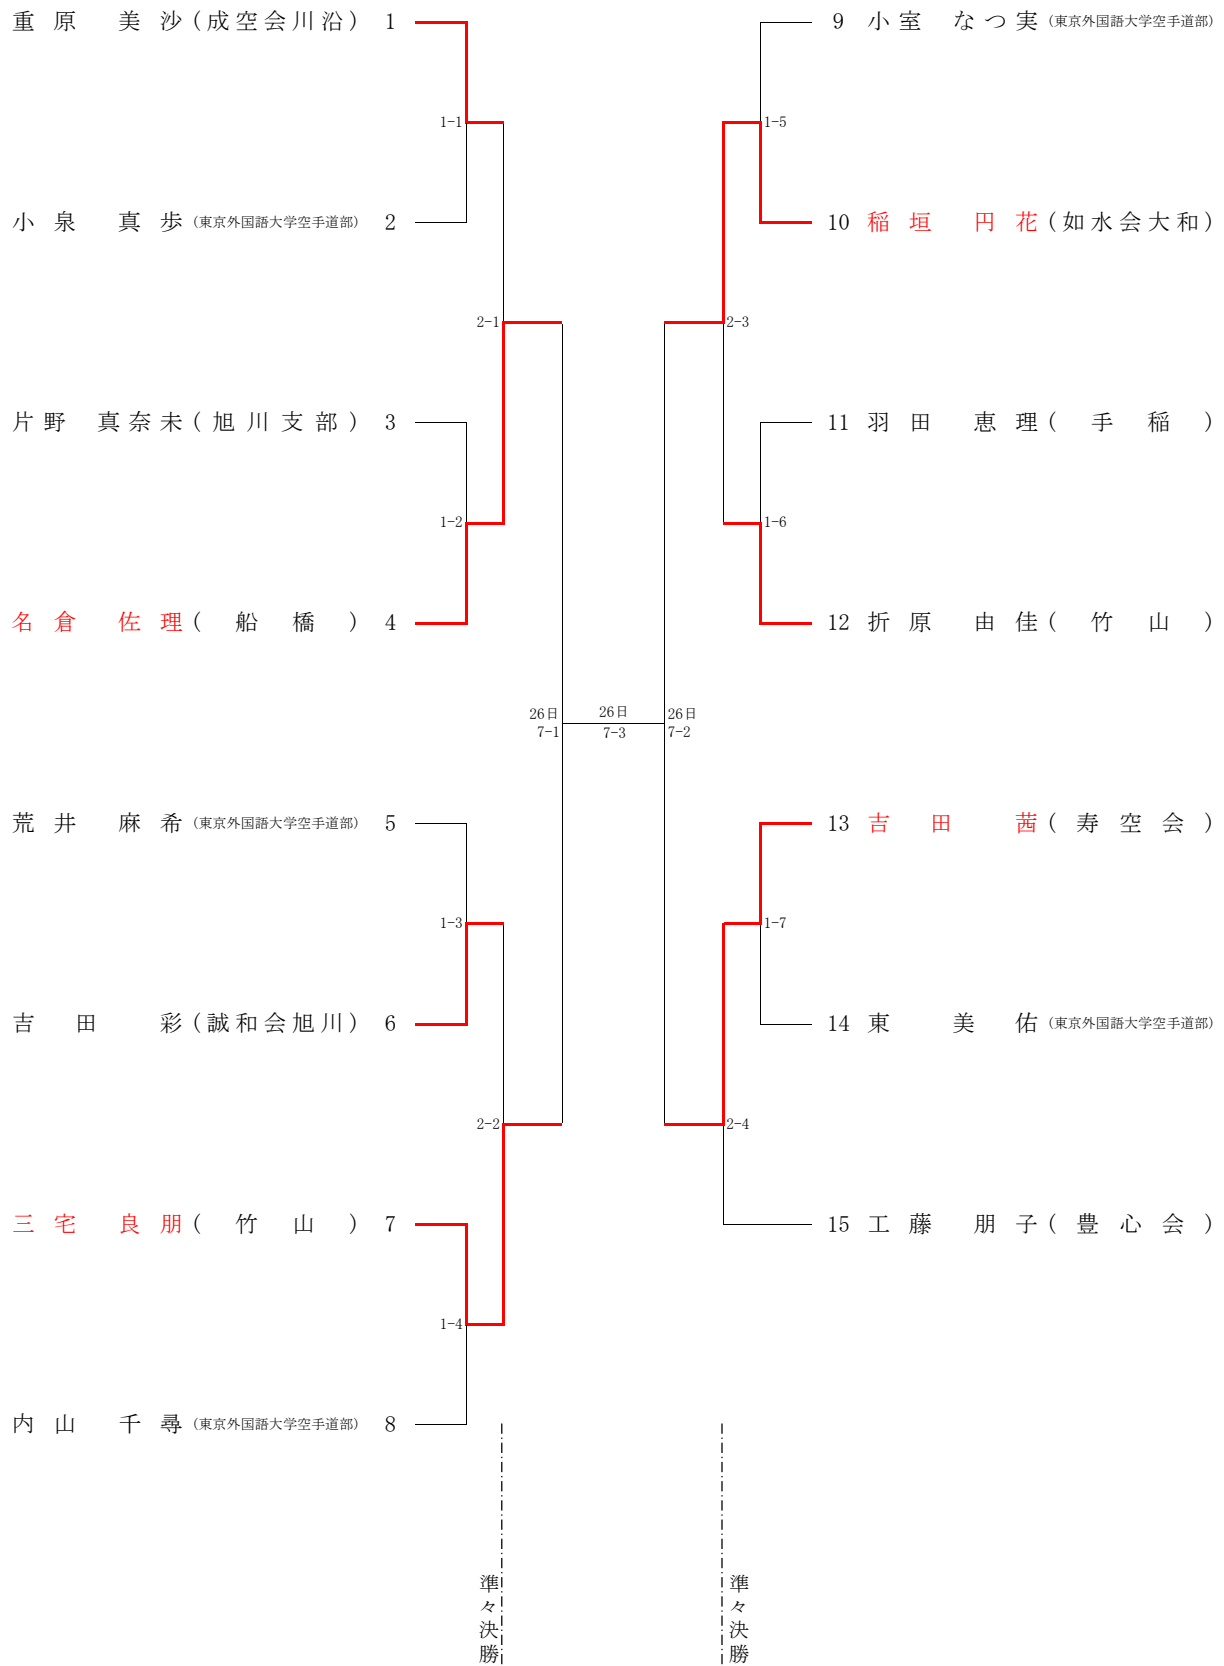 重原 美沙(成空会川沿) 1
1-1
小泉 真歩(東京外国語大学空手道部) 2
2-1
片野 真奈未(旭川支部) 3
1-2
名倉 佐理(船橋) 4
26日
7-1
荒井 麻希(東京外国語大学空手道部) 5
1-3
吉田 彩(誠和会旭川) 6
2-2
三宅 良朋(竹山) 7
1-4
内山 千尋(東京外国語大学空手道部) 8
準々決勝
26日
7-3
9 小室 なつ実(東京外国語大学空手道部)
1-5
10 稲垣 円花(如水会大和)
2-3
11 羽田 恵理(手稲)
1-6
12 折原 由佳(竹山)
26日
7-2
13 吉田 茜(寿空会)
1-7
14 東 美佑(東京外国語大学空手道部)
2-4
15 工藤 朋子(豊心会)
準々決勝